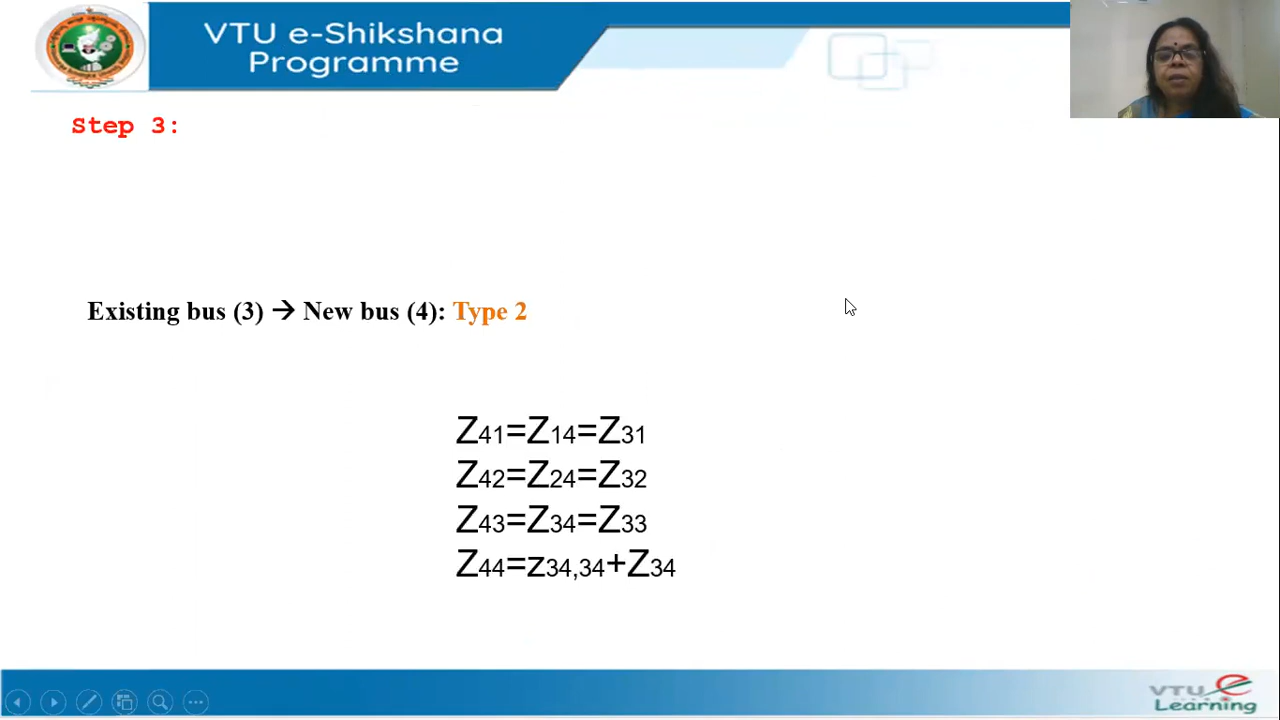 VTU e-Shikshana
Programme
Step 3:
Existing bus (3) → New bus (4): Type 2
Z41=Z14=Z31
Z42=Z24=Z32
Z43=Z34=Z33
Z44=z34,34+Z34
VTU e
Learning